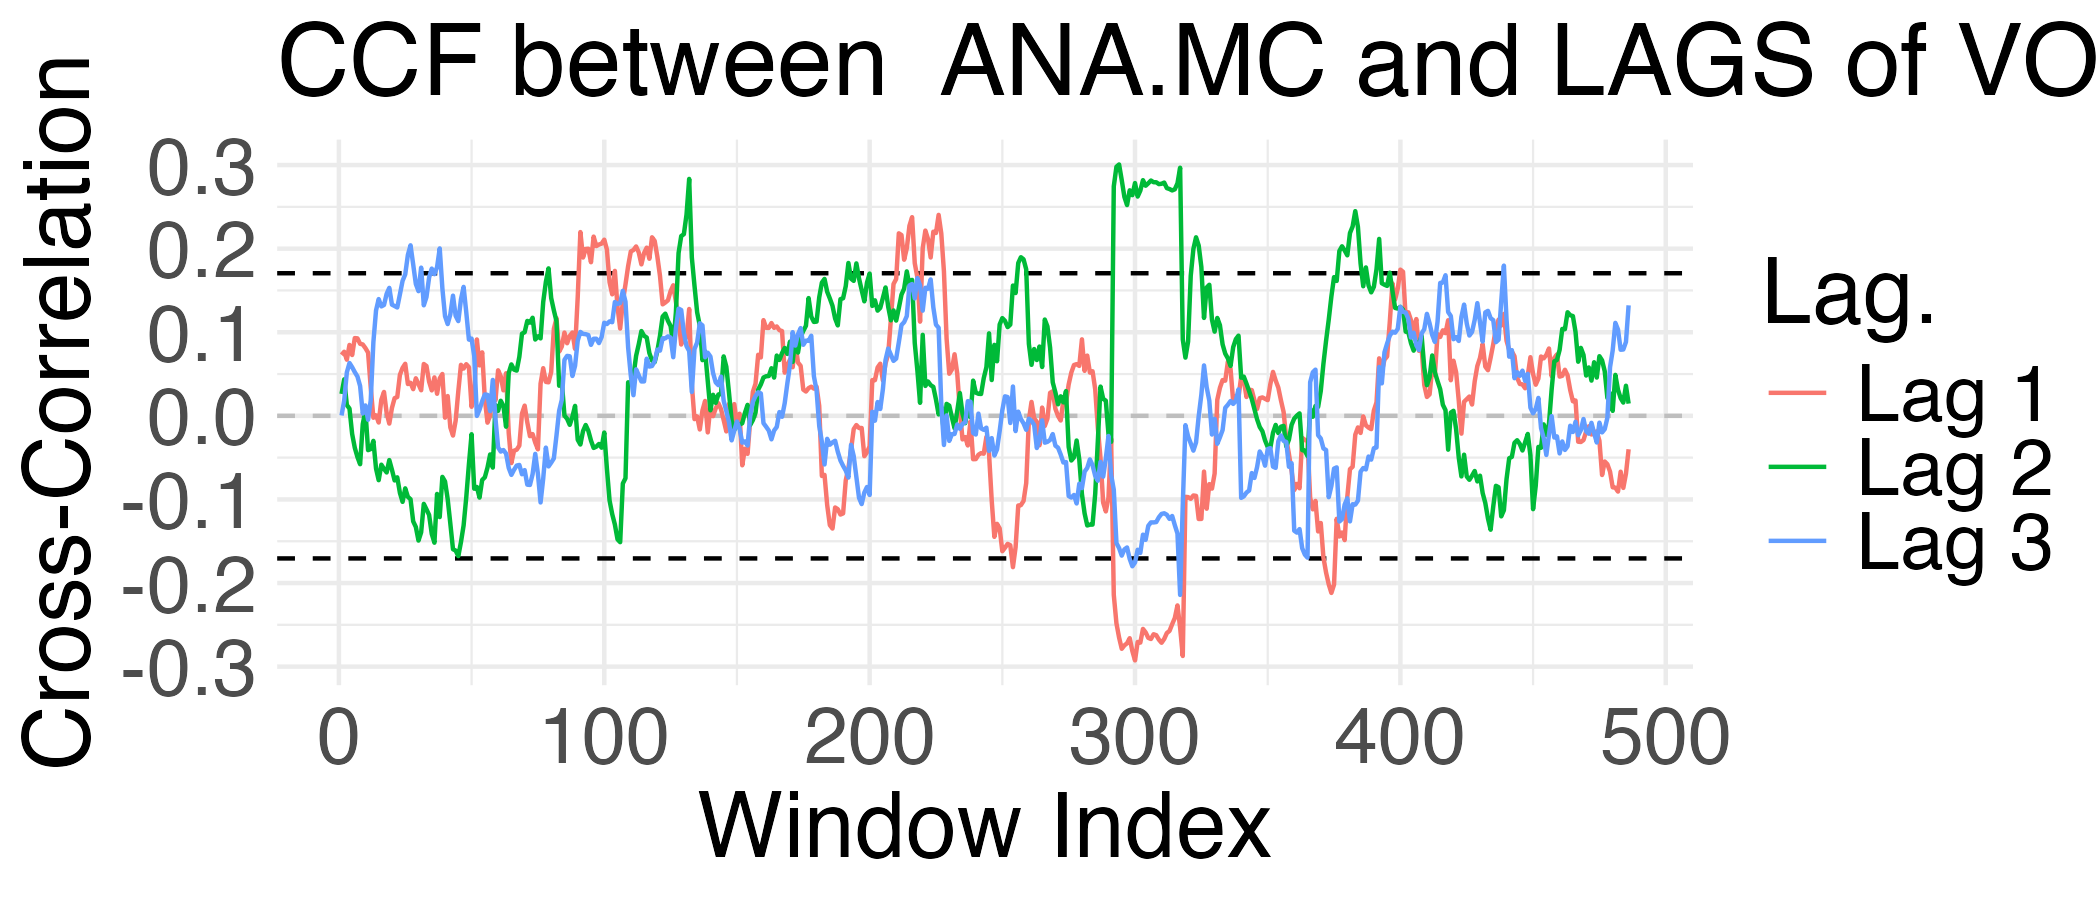 CCF between  ANA.MC and LAGS of VO
Cross-Correlation
0.3
0.2
0.1
0.0
-0.1
-0.2
-0.3
0 100 200 300 400 500
Window Index
Lag.
Lag 1
Lag 2
Lag 3